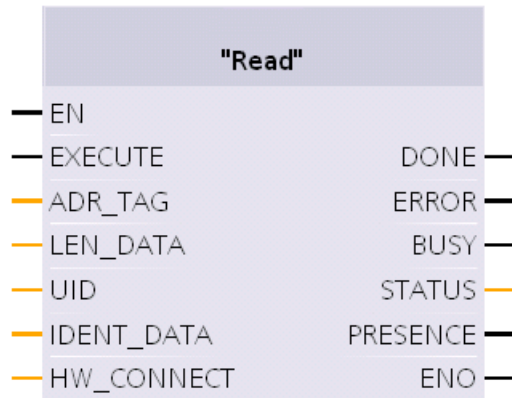 "Read"
EN
EXECUTE DONE
ADR_TAG ERROR
LEN_DATA BUSY
UID STATUS
IDENT_DATA PRESENCE
HW_CONNECT ENO